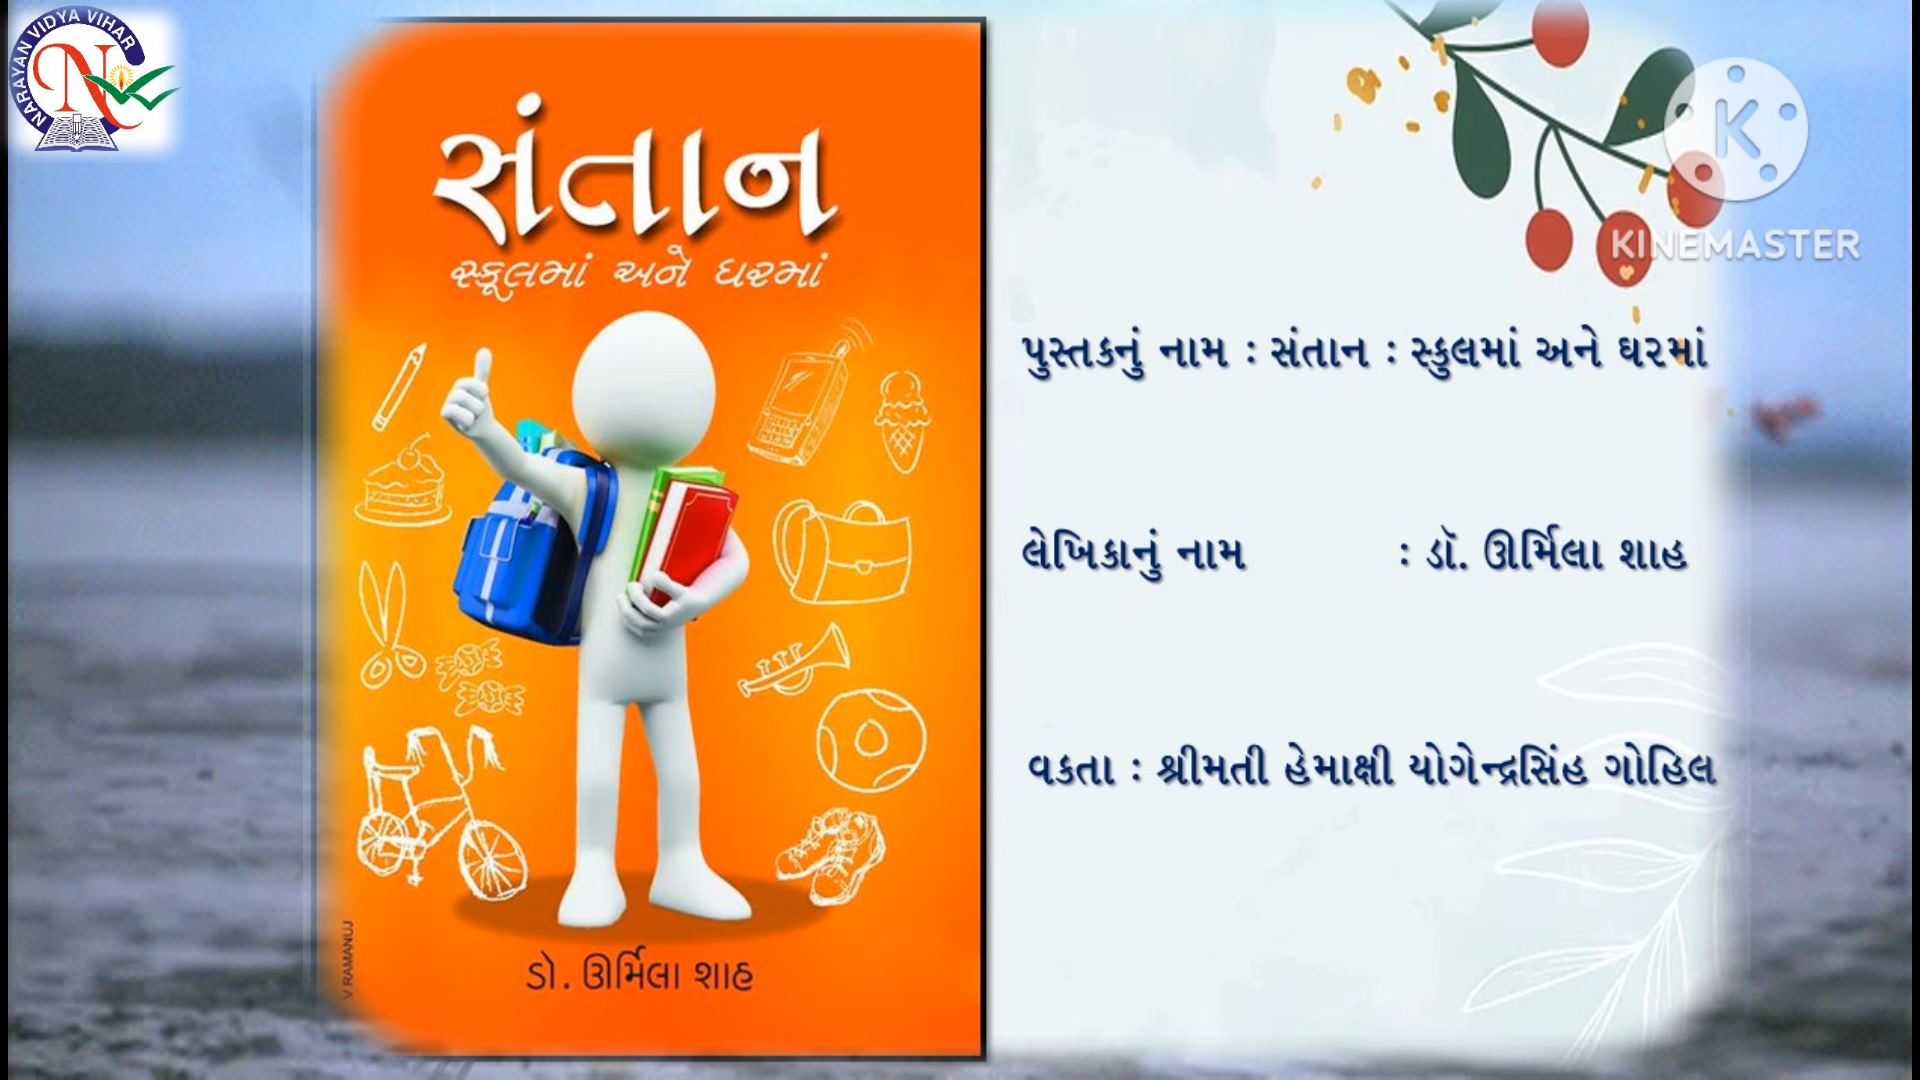 NARAYAN VIDYA VIHAR
સંતાન
સ્કૂલમાં અને ઘરમાં
V.RAMANUJ
ડો. ઊર્મિલા શાહ
K
KINEMASTER
પુસ્તકનું નામ : સંતાન : સ્કુલમાં અને ઘરમાં
લેખિકાનું નામ : ડૉ. ઊર્મિલા શાહ
વકતા : શ્રીમતી હેમાક્ષી યોગેન્દ્રસિંહ ગોહિલ